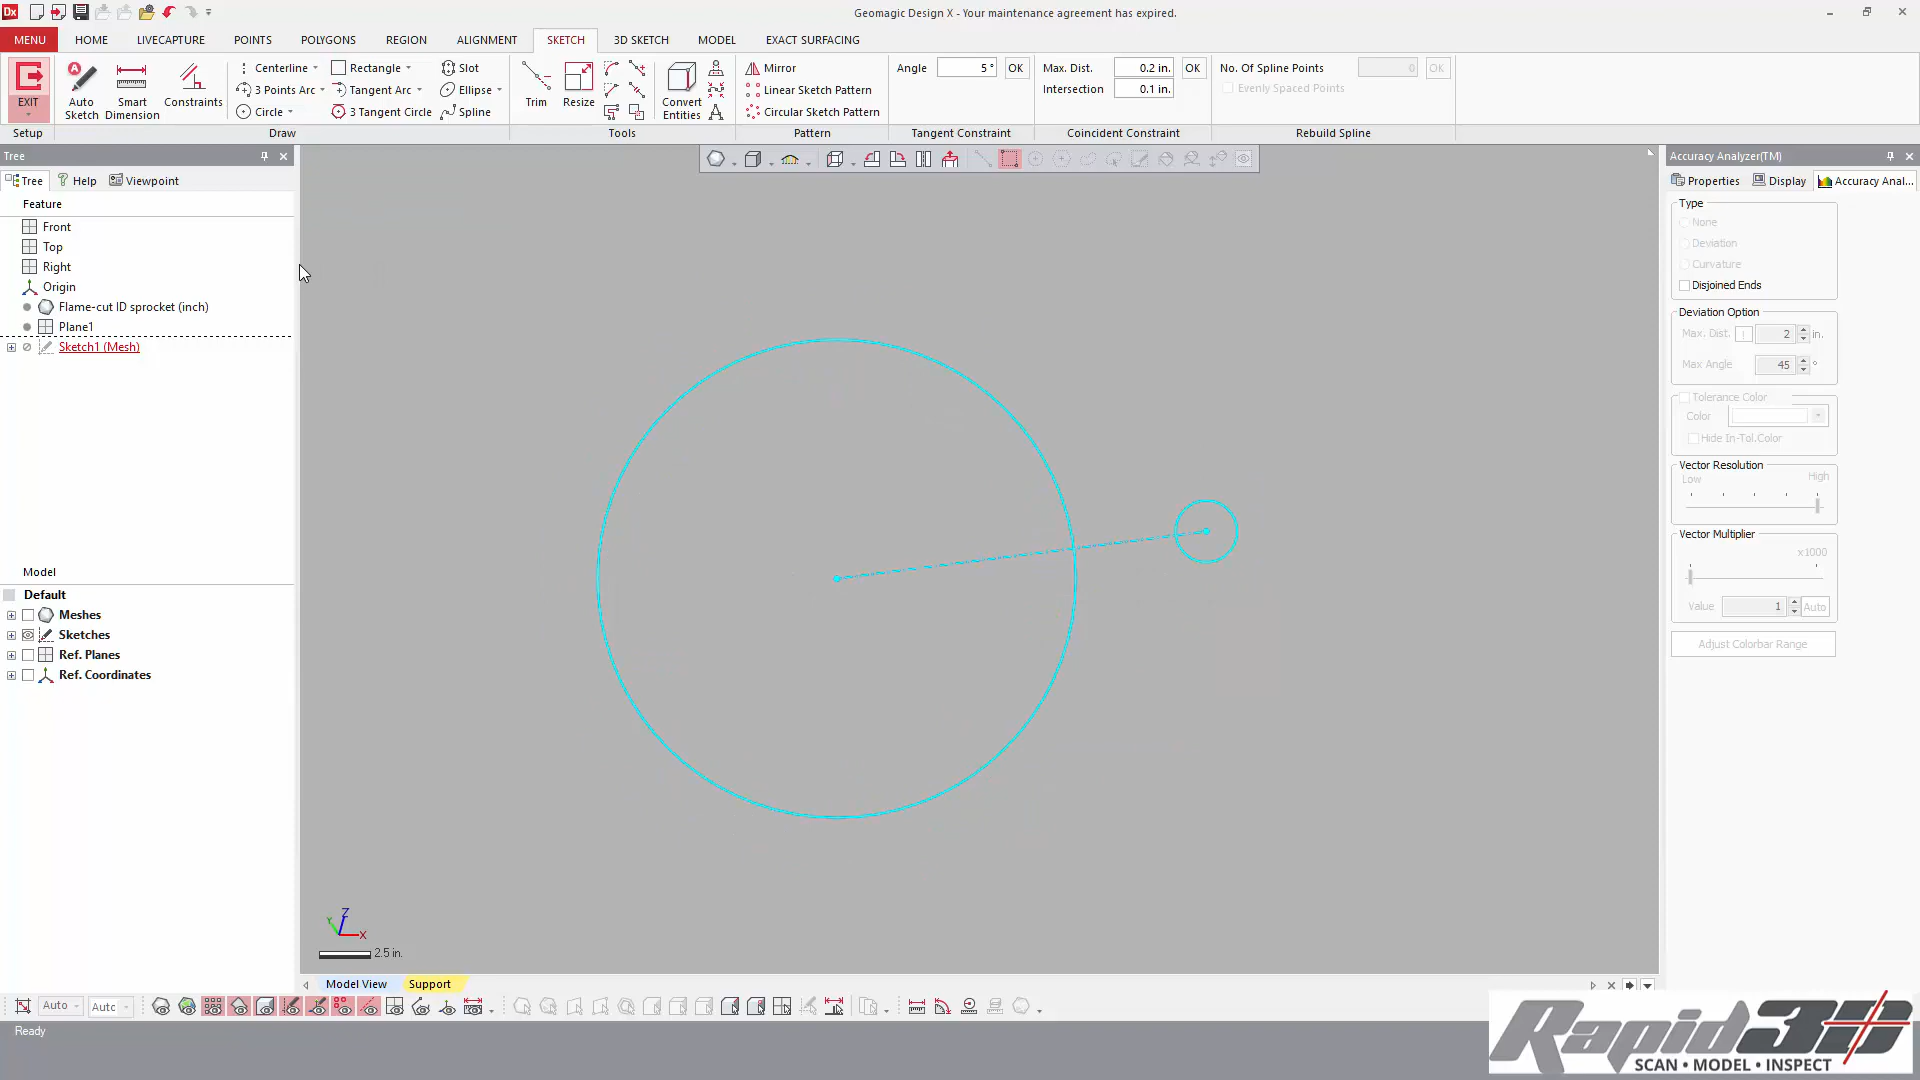 Dx
Geomagic Design X - Your maintenance agreement has expired.
MENU HOME LIVECAPTURE POINTS POLYGONS REGION ALIGNMENT SKETCH 3D SKETCH MODEL EXACT SURFACING
EXIT
Auto Sketch
Smart Dimension
Constraints
Centerline
3 Points Arc
Circle
Rectangle
Tangent Arc
3 Tangent Circle
Slot
Ellipse
Spline
Trim
Resize
Convert Entities
Mirror
Linear Sketch Pattern
Circular Sketch Pattern
Angle 5 ° OK
Max. Dist. 0.2 in. OK
Intersection 0.1 in.
No. Of Spline Points 0 OK
Evenly Spaced Points
Setup Draw Tools Pattern Tangent Constraint Coincident Constraint Rebuild Spline
Tree
Tree Help Viewpoint
Feature
Front
Top
Right
Origin
Flame-cut ID sprocket (inch)
Plane1
Sketch1 (Mesh)
Model
Default
Meshes
Sketches
Ref. Planes
Ref. Coordinates
Z
Y
X
2.5 in.
Model View Support
Accuracy Analyzer(TM)
Properties Display Accuracy Anal...
Type
None
Deviation
Curvature
Disjoined Ends
Deviation Option
Max. Dist. 2 in.
Max Angle 45 °
Tolerance Color
Color
Hide In-Tol.Color
Vector Resolution
Low High
Vector Multiplier
x1000
Value: 1 Auto
Adjust Colorbar Range
Auto Autc
Ready
Rapid3D
SCAN • MODEL • INSPECT